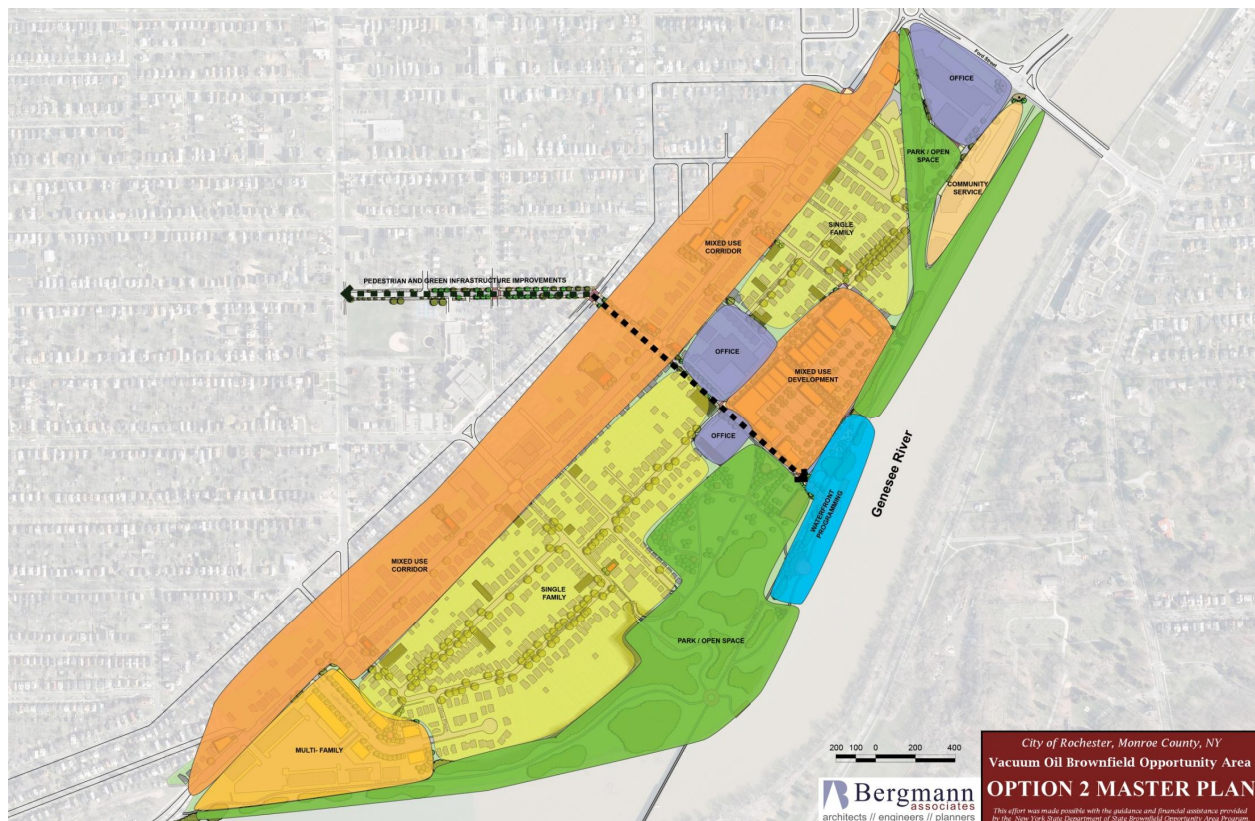 Ford Street
OFFICE
PARK / OPEN
SPACE
COMMUNITY
SERVICE
SINGLE
FAMILY
MIXED USE
CORRIDOR
PEDESTRIAN AND GREEN INFRASTRUCTURE IMPROVEMENTS
OFFICE
MIXED USE
DEVELOPMENT
OFFICE
Genesee River
WATERFRONT
PROGRAMMING
MIXED USE
CORRIDOR
SINGLE
FAMILY
PARK / OPEN SPACE
MULTI- FAMILY
200 100 0 200 400
Bergmann
associates
architects // engineers // planners
City of Rochester, Monroe County, NY
Vacuum Oil Brownfield Opportunity Area
OPTION 2 MASTER PLAN
This effort was made possible with the guidance and financial assistance provided
by the New York State Department of State Brownfield Opportunity Area Program